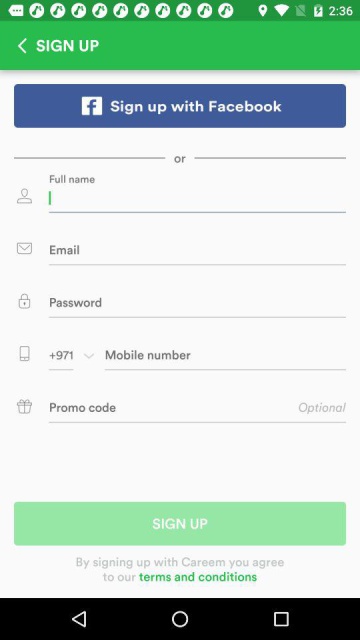 2:36
SIGN UP
Sign up with Facebook
or
Full name
Email
Password
+971 Mobile number
Promo code Optional
SIGN UP
By signing up with Careem you agree
to our terms and conditions